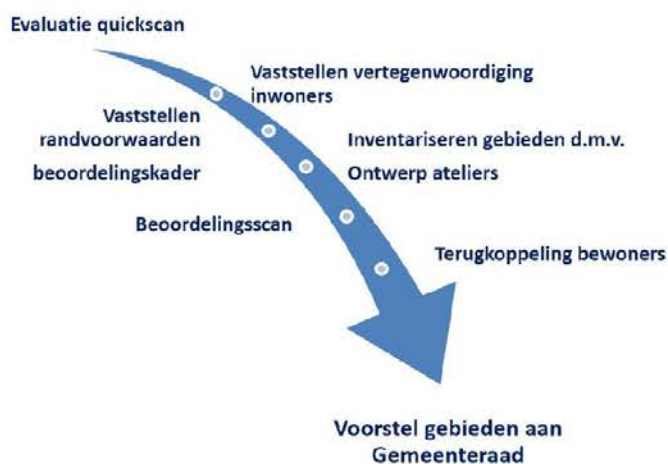 Evaluatie quickscan
Vaststellen vertegenwoordiging
inwoners
Vaststellen
randvoorwaarden
beoordelingskader
Inventariseren gebieden d.m.v.
Ontwerp ateliers
Beoordelingsscan
Terugkoppeling bewoners
Voorstel gebieden aan
Gemeenteraad